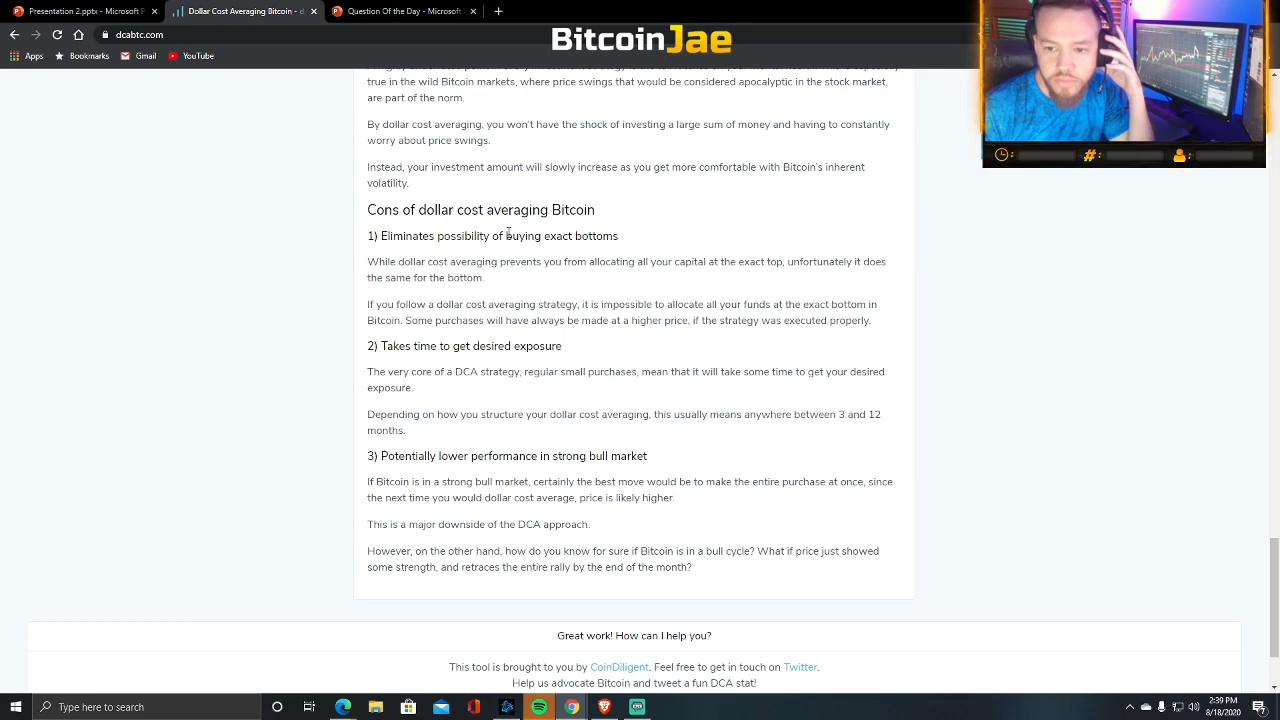 Presentation 2.pptx - Microsoft P
Dollar Cost Averaging Bitcoin - d
Question Of the Day - Microsoft
.com
Apps
Bookmarks
Gmail
YouTube
BitcoinJae
true in the wild Bitcoin markets, where price swings that would be considered apocalyptic in the stock market,
are part of the norm.
By dollar cost averaging, you won't have the shock of investing a large sum of money and having to constantly
worry about price swings.
Instead, your investment amount will slowly increase as you get more comfortable with Bitcoin's inherent
volatility.
Cons of dollar cost averaging Bitcoin
1) Eliminates possibility of buying exact bottoms
While dollar cost averaging prevents you from allocating all your capital at the exact top, unfortunately it does
the same for the bottom.
If you follow a dollar cost averaging strategy, it is impossible to allocate all your funds at the exact bottom in
Bitcoin. Some purchases will have always be made at a higher price, if the strategy was executed properly.
2) Takes time to get desired exposure
The very core of a DCA strategy, regular small purchases, mean that it will take some time to get your desired
exposure.
Depending on how you structure your dollar cost averaging, this usually means anywhere between 3 and 12
months.
3) Potentially lower performance in strong bull market
If Bitcoin is in a strong bull market, certainly the best move would be to make the entire purchase at once, since
the next time you would dollar cost average, price is likely higher.
This is a major downside of the DCA approach.
However, on the other hand, how do you know for sure if Bitcoin is in a bull cycle? What if price just showed
some strength, and retraces the entire rally by the end of the month?
Great work! How can I help you?
This tool is brought to you by CoinDiligent. Feel free to get in touch on Twitter.
Help us advocate Bitcoin and tweet a fun DCA stat!
Type here to search
2:39 PM
8/18/2020